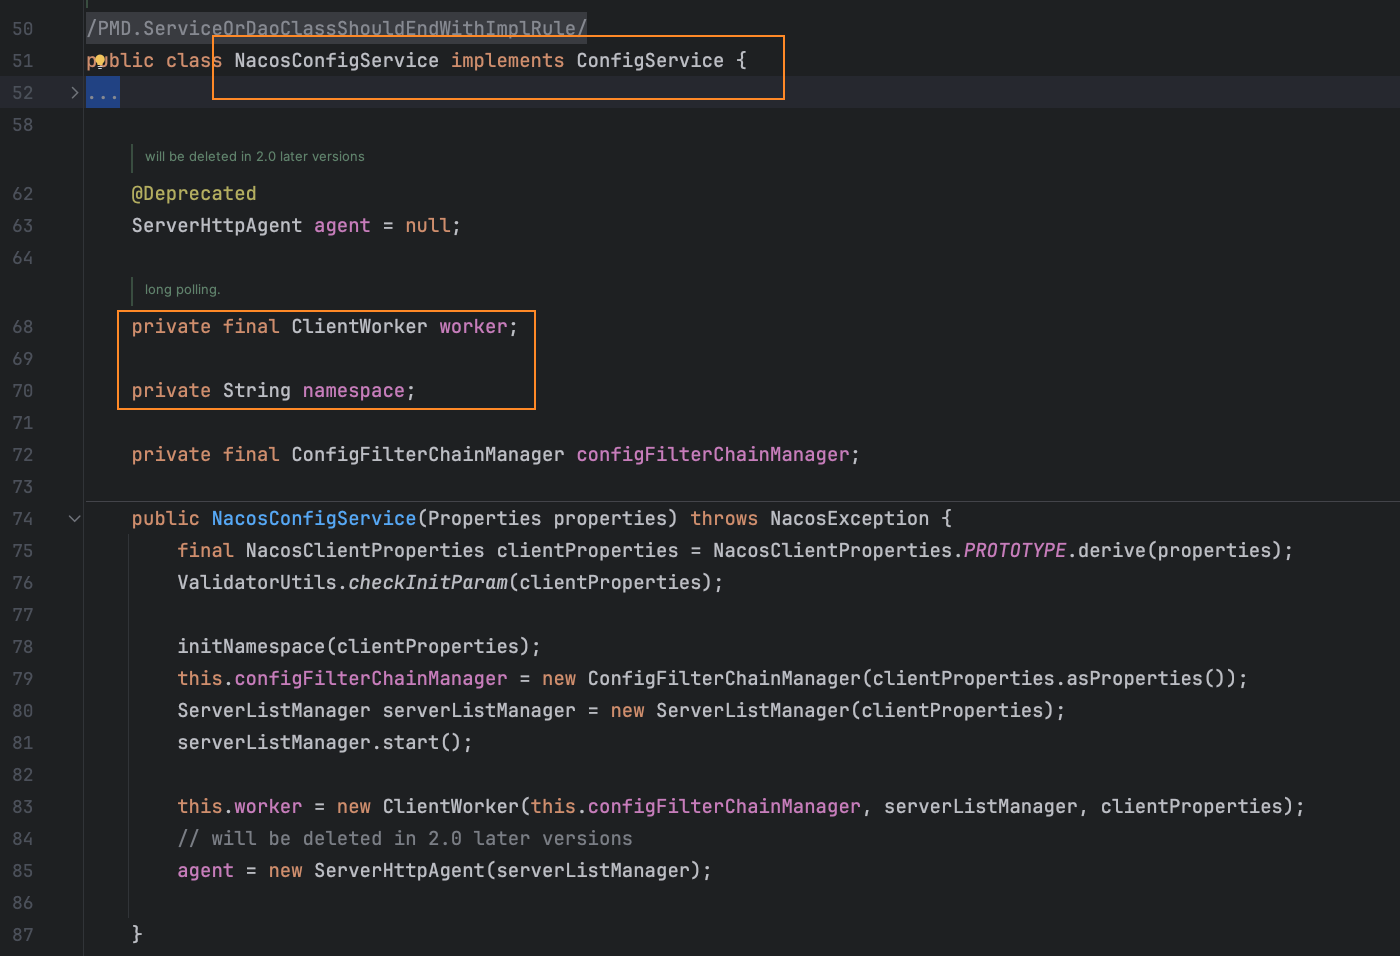 50 /PMD.ServiceOrDaoClassShouldEndWithImplRule/
51 public class NacosConfigService implements ConfigService {
52 ...
58
will be deleted in 2.0 later versions
62 @Deprecated
63 ServerHttpAgent agent = null;
64
long polling.
68 private final ClientWorker worker;
69
70 private String namespace;
71
72 private final ConfigFilterChainManager configFilterChainManager;
73
74 public NacosConfigService(Properties properties) throws NacosException {
75 final NacosClientProperties clientProperties = NacosClientProperties.PROTOTYPE.derive(properties);
76 ValidatorUtils.checkInitParam(clientProperties);
77
78 initNamespace(clientProperties);
79 this.configFilterChainManager = new ConfigFilterChainManager(clientProperties.asProperties());
80 ServerListManager serverListManager = new ServerListManager(clientProperties);
81 serverListManager.start();
82
83 this.worker = new ClientWorker(this.configFilterChainManager, serverListManager, clientProperties);
84 // will be deleted in 2.0 later versions
85 agent = new ServerHttpAgent(serverListManager);
86
87 }